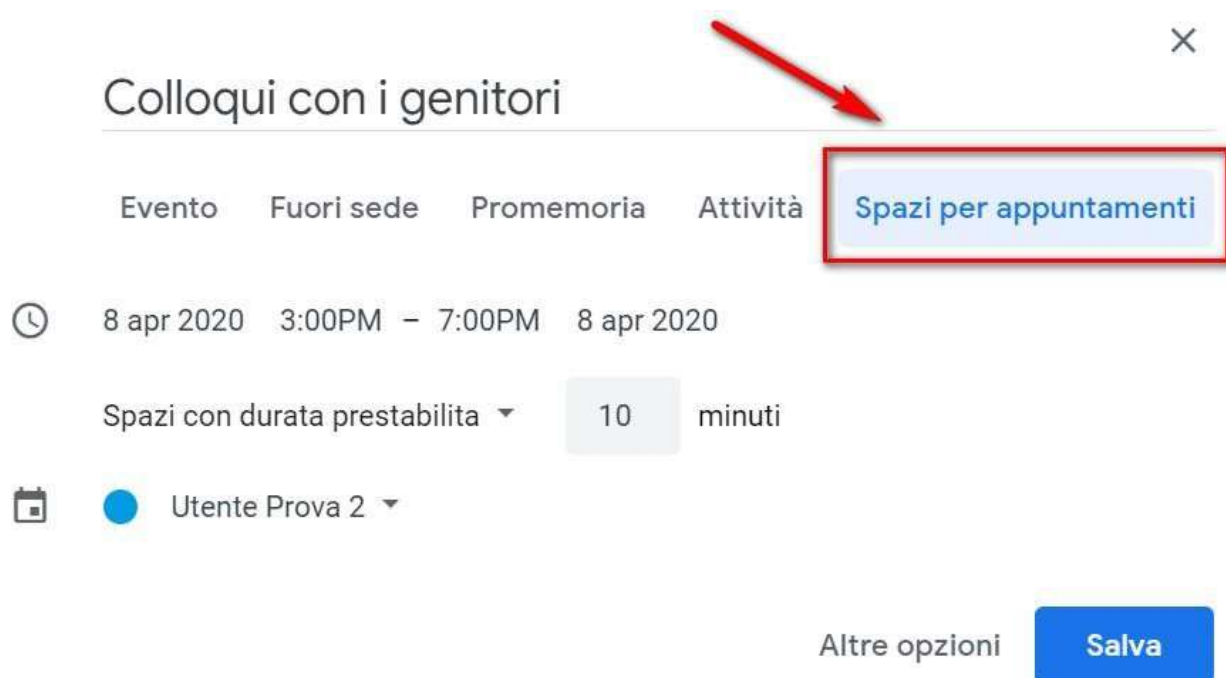 Colloqui con i genitori
Evento Fuori sede Promemoria Attività Spazi per appuntamenti
8 apr 2020 3:00PM – 7:00PM 8 apr 2020
Spazi con durata prestabilita 10 minuti
Utente Prova 2
Altre opzioni Salva